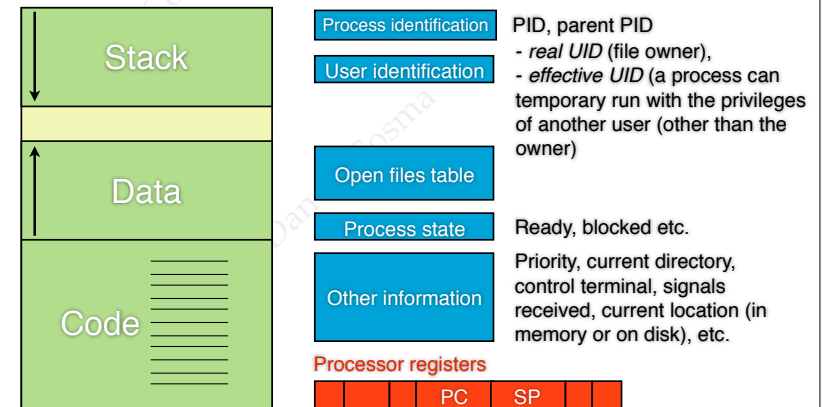 Stack
Data
Code
Process identification
PID, parent PID
User identification
- real UID (file owner),
- effective UID (a process can
temporary run with the privileges
of another user (other than the
owner)
Open files table
Process state
Ready, blocked etc.
Other information
Priority, current directory,
control terminal, signals
received, current location (in
memory or on disk), etc.
Processor registers
PC
SP